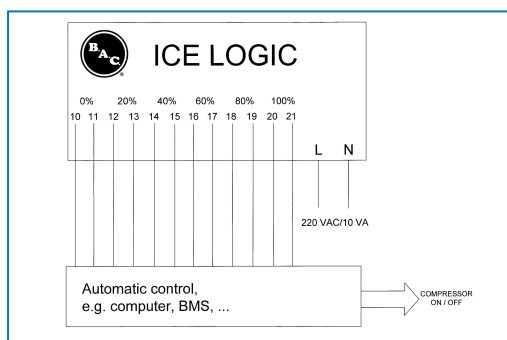 B.A.C.
®
ICE LOGIC
0% 20% 40% 60% 80% 100%
10 11 12 13 14 15 16 17 18 19 20 21
L N
220 VAC/10 VA
Automatic control,
e.g. computer, BMS, ...
COMPRESSOR
ON / OFF